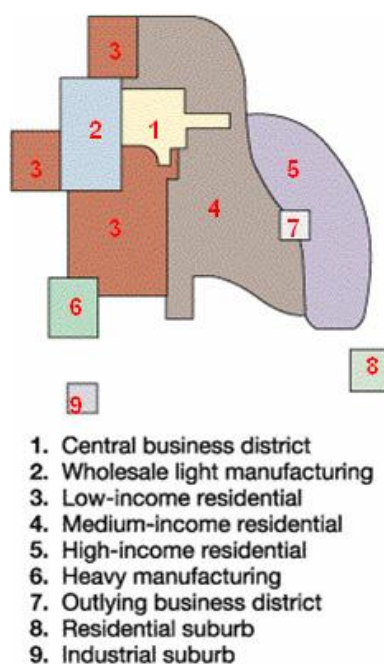 3
2
1
3
5
3
4
7
6
8
9
1. Central business district
2. Wholesale light manufacturing
3. Low-income residential
4. Medium-income residential
5. High-income residential
6. Heavy manufacturing
7. Outlying business district
8. Residential suburb
9. Industrial suburb